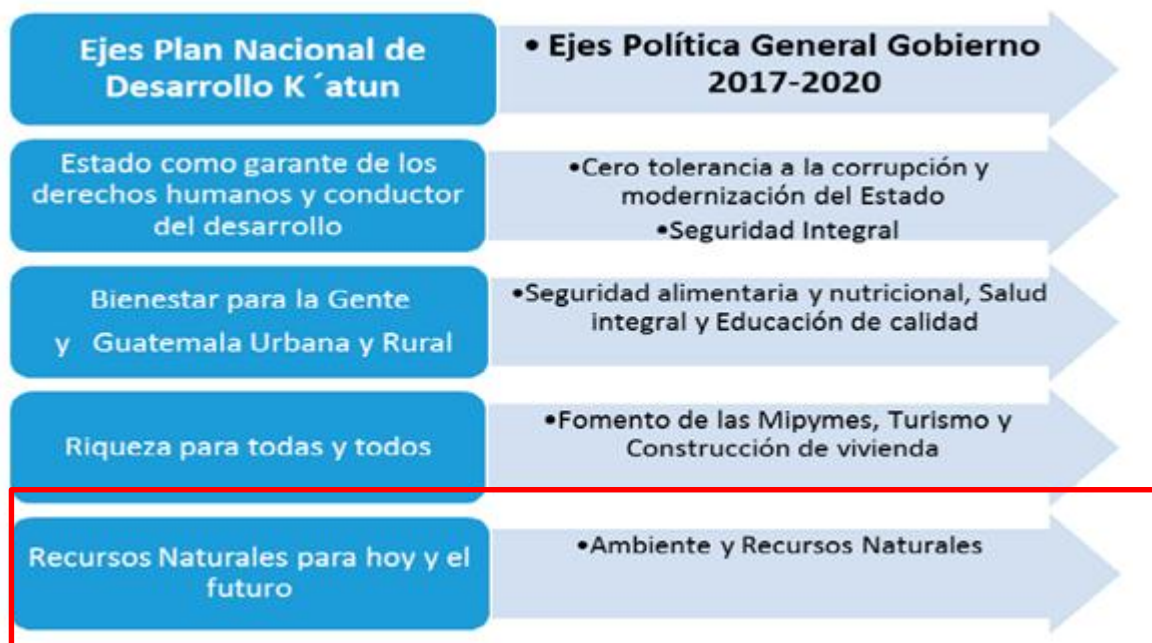 Ejes Plan Nacional de
Desarrollo K´atun
• Ejes Política General Gobierno
2017-2020
Estado como garante de los
derechos humanos y conductor
del desarrollo
•Cero tolerancia a la corrupción y
modernización del Estado
•Seguridad Integral
Bienestar para la Gente
y Guatemala Urbana y Rural
•Seguridad alimentaria y nutricional, Salud
integral y Educación de calidad
Riqueza para todas y todos
•Fomento de las Mipymes, Turismo y
Construcción de vivienda
Recursos Naturales para hoy y el
futuro
•Ambiente y Recursos Naturales